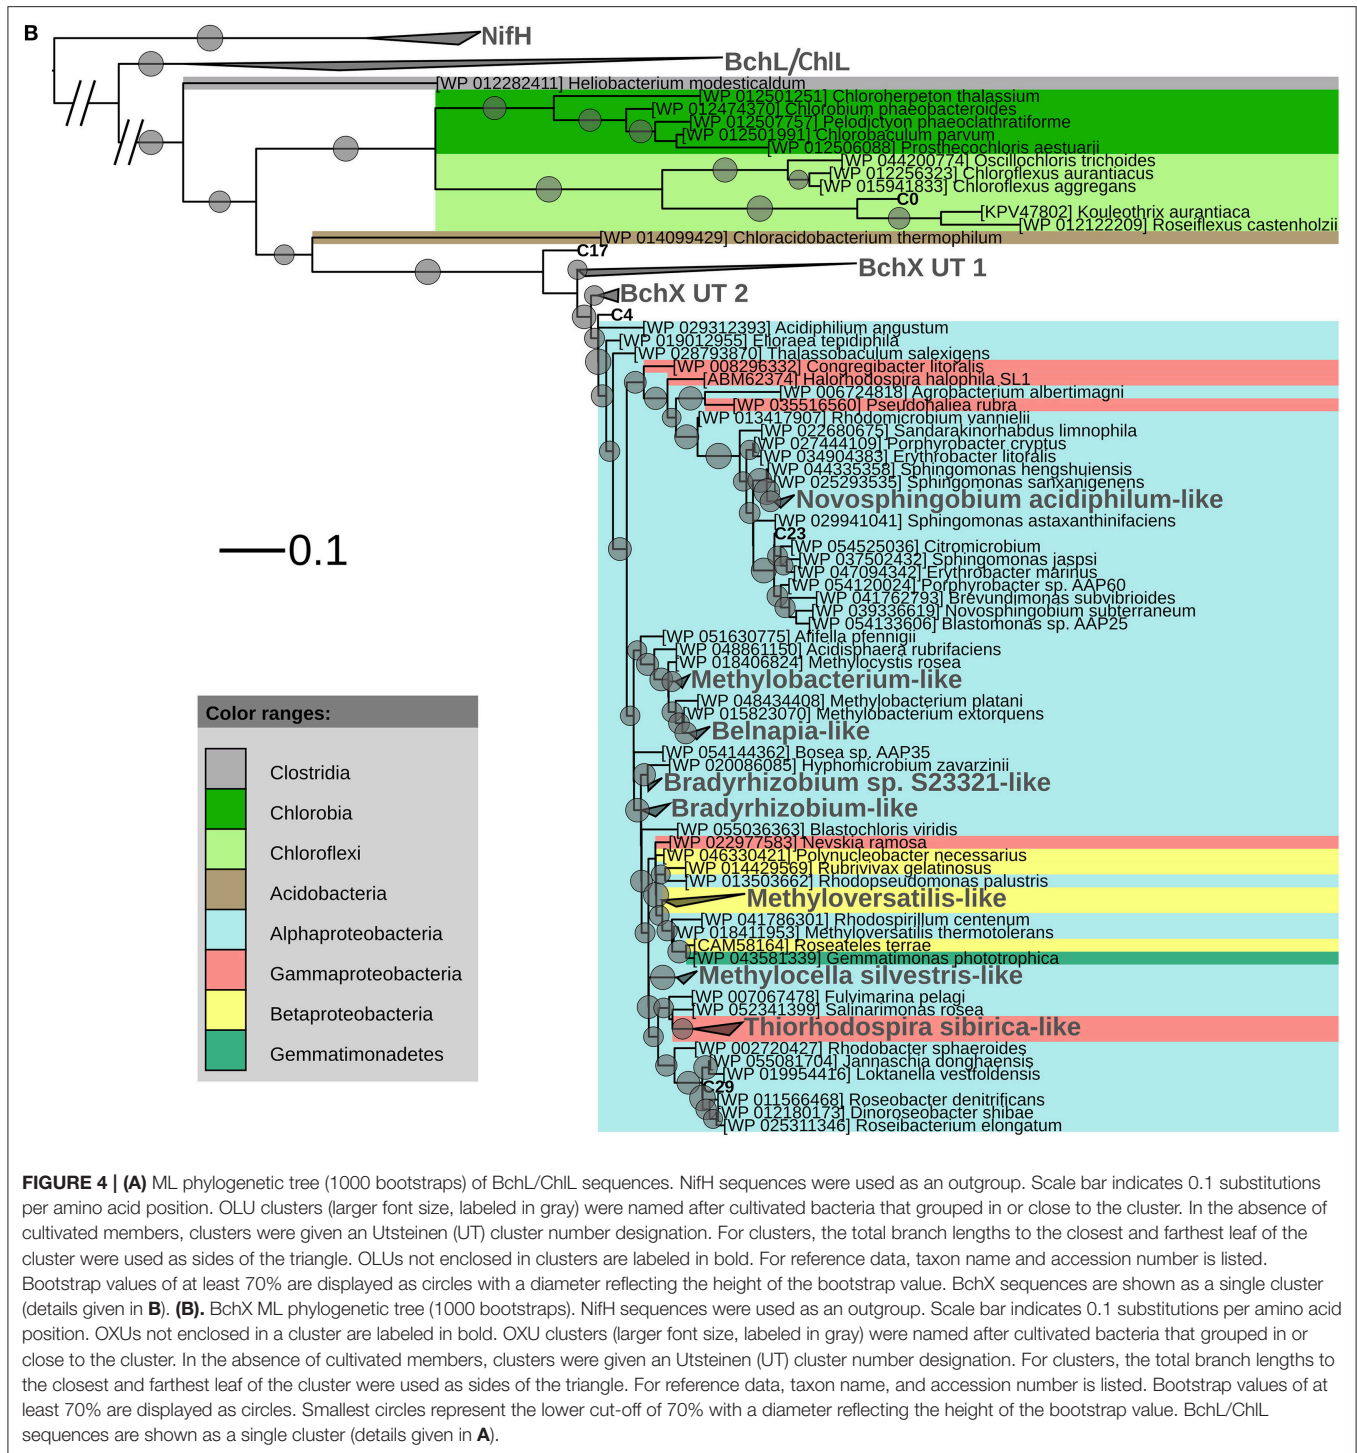 B
NifH
BchL/ChlL
[WP 012282411] Heliobacterium modesticaldum
[WP 012501251] Chloroherpeton thalassium
[WP 012474370] Chlorobium phaeobacteroides
[WP 012507757] Pelodictyon phaeoclathratiforme
[WP 012501991] Chlorobaculum parvum
[WP 012506088] Prosthecochloris aestuarii
[WP 044200774] Oscillochloris trichoides
[WP 012256323] Chloroflexus aurantiacus
[WP 015941833] Chloroflexus aggregans
C0
[KPV47802] Kouleothrix aurantiaca
[WP 012122209] Roseiflexus castenholzii
[WP 014099429] Chloracidobacterium thermophilum
C17
BchX UT 1
BchX UT 2
C4
[WP 029312393] Acidiphilium angustum
[WP 019012955] Elioraea tepidiphila
[WP 028793870] Thalassobaculum salexigens
[WP 008296332] Congregibacter litoralis
[ABM62374] Halorhodospira halophila SL1
[WP 006724818] Agrobacterium albertimagni
[WP 035516560] Pseudohaliea rubra
[WP 013417907] Rhodomicrobium vannielii
[WP 022680675] Sandarakinorhabdus limnophila
[WP 027444109] Porphyrobacter cryptus
[WP 034904383] Erythrobacter litoralis
[WP 044335358] Sphingomonas hengshuiensis
[WP 025293535] Sphingomonas sanxanigenens
Novosphingobium acidiphilum-like
[WP 029941041] Sphingomonas astaxanthinifaciens
C23
[WP 054525036] Citromicrobium
[WP 037502432] Sphingomonas jaspsi
[WP 047094342] Erythrobacter marinus
[WP 054120024] Porphyrobacter sp. AAP60
[WP 041762793] Brevundimonas subvibrioides
[WP 039336619] Novosphingobium subterraneum
[WP 054133606] Blastomonas sp. AAP25
[WP 051630775] Afifella pfennigii
[WP 048861150] Acidisphaera rubrifaciens
[WP 018406824] Methylocystis rosea
Methylobacterium-like
[WP 048434408] Methylobacterium platani
[WP 015823070] Methylobacterium extorquens
Belnapia-like
[WP 054144362] Bosea sp. AAP35
[WP 020086085] Hyphomicrobium zavarzinii
Bradyrhizobium sp. S23321-like
Bradyrhizobium-like
[WP 055036363] Blastochloris viridis
[WP 022977583] Nevskia ramosa
[WP 046330421] Polynucleobacter necessarius
[WP 014429569] Rubrivivax gelatinosus
[WP 013503662] Rhodopseudomonas palustris
Methyloversatilis-like
[WP 041786301] Rhodospirillum centenum
[WP 018411953] Methyloversatilis thermotolerans
[CAM58164] Roseateles terrae
[WP 043581339] Gemmatimonas phototrophica
Methylocella silvestris-like
[WP 007067478] Fulvimarina pelagi
[WP 052341399] Salinarimonas rosea
Thiorhodospira sibirica-like
[WP 002720427] Rhodobacter sphaeroides
[WP 055081704] Jannaschia donghaensis
[WP 019954416] Loktanella vestfoldensis
C29
[WP 011566468] Roseobacter denitrificans
[WP 012180173] Dinoroseobacter shibae
[WP 025311346] Roseibacterium elongatum
0.1
Color ranges:
Clostridia
Chlorobia
Chloroflexi
Acidobacteria
Alphaproteobacteria
Gammaproteobacteria
Betaproteobacteria
Gemmatimonadetes
FIGURE 4 | (A) ML phylogenetic tree (1000 bootstraps) of BchL/ChlL sequences. NifH sequences were used as an outgroup. Scale bar indicates 0.1 substitutions
per amino acid position. OLU clusters (larger font size, labeled in gray) were named after cultivated bacteria that grouped in or close to the cluster. In the absence of
cultivated members, clusters were given an Utsteinen (UT) cluster number designation. For clusters, the total branch lengths to the closest and farthest leaf of the
cluster were used as sides of the triangle. OLUs not enclosed in clusters are labeled in bold. For reference data, taxon name and accession number is listed.
Bootstrap values of at least 70% are displayed as circles with a diameter reflecting the height of the bootstrap value. BchX sequences are shown as a single cluster
(details given in B). (B). BchX ML phylogenetic tree (1000 bootstraps). NifH sequences were used as an outgroup. Scale bar indicates 0.1 substitutions per amino acid
position. OXUs not enclosed in a cluster are labeled in bold. OXU clusters (larger font size, labeled in gray) were named after cultivated bacteria that grouped in or
close to the cluster. In the absence of cultivated members, clusters were given an Utsteinen (UT) cluster number designation. For clusters, the total branch lengths to
the closest and farthest leaf of the cluster were used as sides of the triangle. For reference data, taxon name, and accession number is listed. Bootstrap values of at
least 70% are displayed as circles. Smallest circles represent the lower cut-off of 70% with a diameter reflecting the height of the bootstrap value. BchL/ChlL
sequences are shown as a single cluster (details given in A).